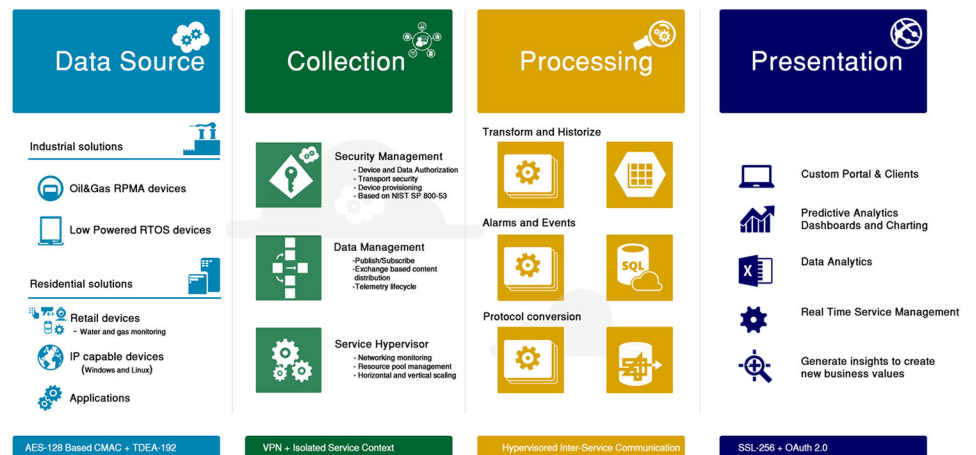 Data Source
Industrial solutions
Oil&Gas RPMA devices
Low Powered RTOS devices
Residential solutions
Retail devices
- Water and gas monitoring
IP capable devices
(Windows and Linux)
Applications
AES-128 Based CMAC + TDEA-192
Collection
Security Management
- Device and Data Authorization
- Transport security
- Device provisioning
- Based on NIST SP 800-53
Data Management
-Publish/Subscribe
-Exchange based content
distribution
-Telemetry lifecycle
Service Hypervisor
- Networking monitoring
- Resource pool management
- Horizontal and vertical scaling
VPN + Isolated Service Context
Processing
Transform and Historize
Alarms and Events
SQL
Protocol conversion
Hypervisored Inter-Service Communication
Presentation
Custom Portal & Clients
Predictive Analytics
Dashboards and Charting
X
Data Analytics
Real Time Service Management
Generate insights to create
new business values
SSL-256 + OAuth 2.0